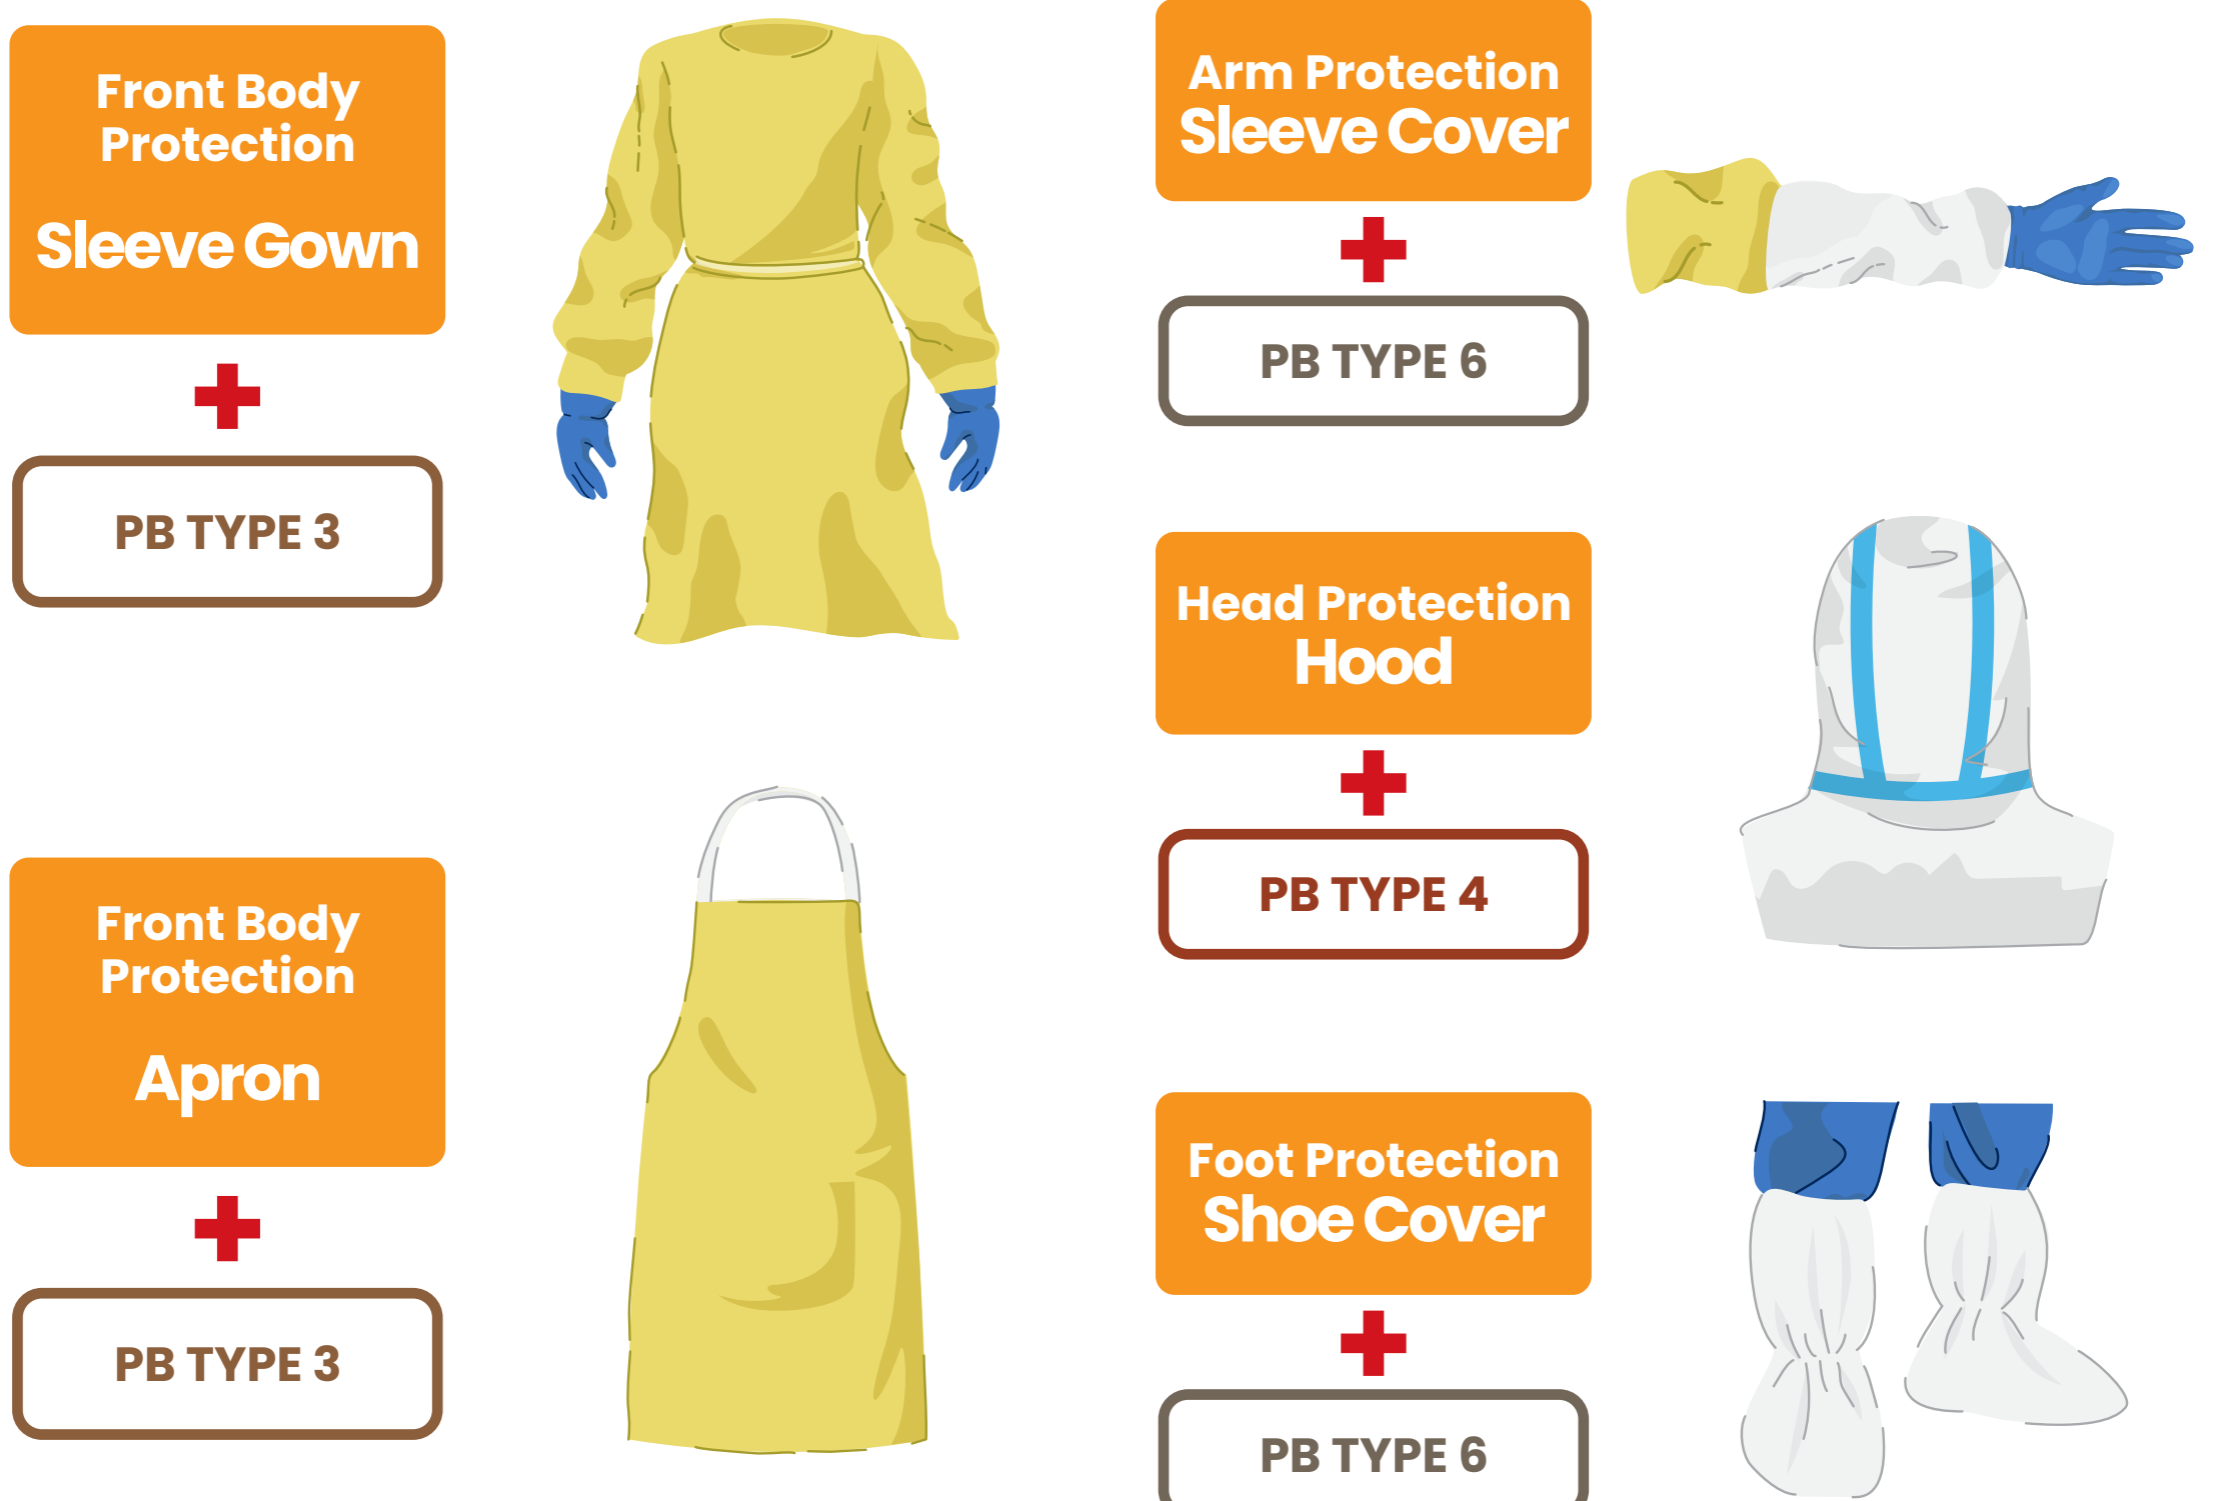 Front Body
Protection
Sleeve Gown
PB TYPE 3
Front Body
Protection
Apron
PB TYPE 3
Arm Protection
Sleeve Cover
PB TYPE 6
Head Protection
Hood
PB TYPE 4
Foot Protection
Shoe Cover
PB TYPE 6